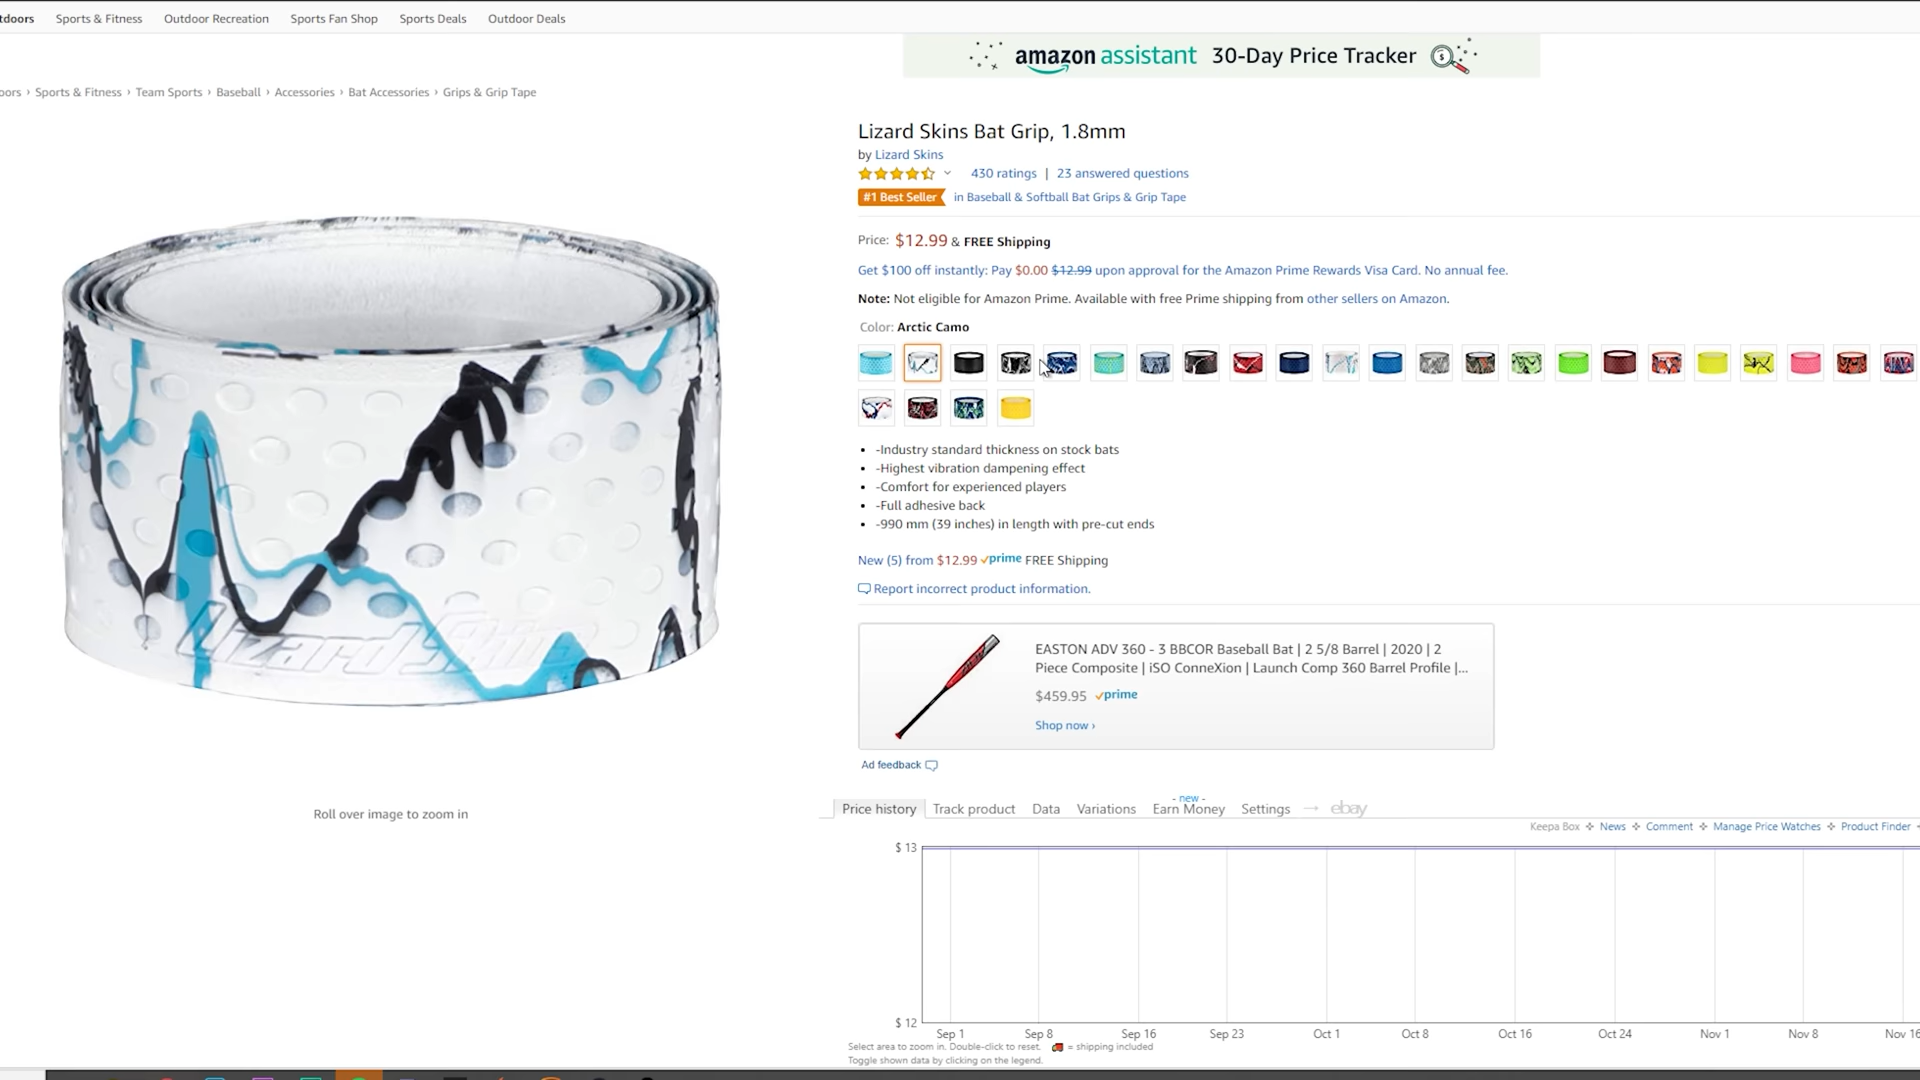 tdoors Sports & Fitness Outdoor Recreation Sports Fan Shop Sports Deals Outdoor Deals
amazon assistant 30-Day Price Tracker
oors › Sports & Fitness › Team Sports › Baseball › Accessories › Bat Accessories › Grips & Grip Tape
Lizard Skins Bat Grip, 1.8mm
by Lizard Skins
430 ratings | 23 answered questions
#1 Best Seller in Baseball & Softball Bat Grips & Grip Tape
Price: $12.99 & FREE Shipping
Get $100 off instantly: Pay $0.00 $12.99 upon approval for the Amazon Prime Rewards Visa Card. No annual fee.
Note: Not eligible for Amazon Prime. Available with free Prime shipping from other sellers on Amazon.
Color: Arctic Camo
• -Industry standard thickness on stock bats
• -Highest vibration dampening effect
• -Comfort for experienced players
• -Full adhesive back
• -990 mm (39 inches) in length with pre-cut ends
New (5) from $12.99 prime FREE Shipping
Report incorrect product information.
Lizard Skins
EASTON ADV 360 - 3 BBCOR Baseball Bat | 2 5/8 Barrel | 2020 | 2
Piece Composite | iSO ConneXion | Launch Comp 360 Barrel Profile |...
$459.95 prime
Shop now ›
Ad feedback
Roll over image to zoom in
- new -
Price history Track product Data Variations Earn Money Settings → ebay
Keepa Box News Comment Manage Price Watches Product Finder
$ 13
$ 12
Sep 1 Sep 8 Sep 16 Sep 23 Oct 1 Oct 8 Oct 16 Oct 24 Nov 1 Nov 8 Nov 16
Select area to zoom in. Double-click to reset. = shipping included
Toggle shown data by clicking on the legend.